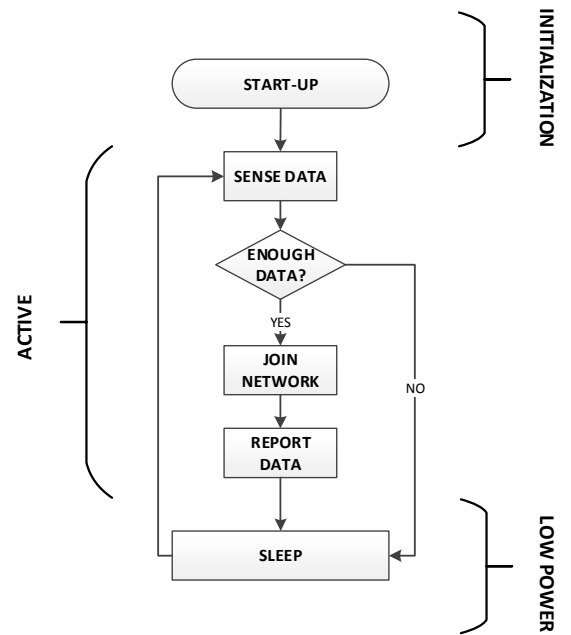 INITIALIZATION
START-UP
SENSE DATA
ENOUGH
DATA?
YES
JOIN
NETWORK
NO
REPORT
DATA
ACTIVE
SLEEP
LOW POWER